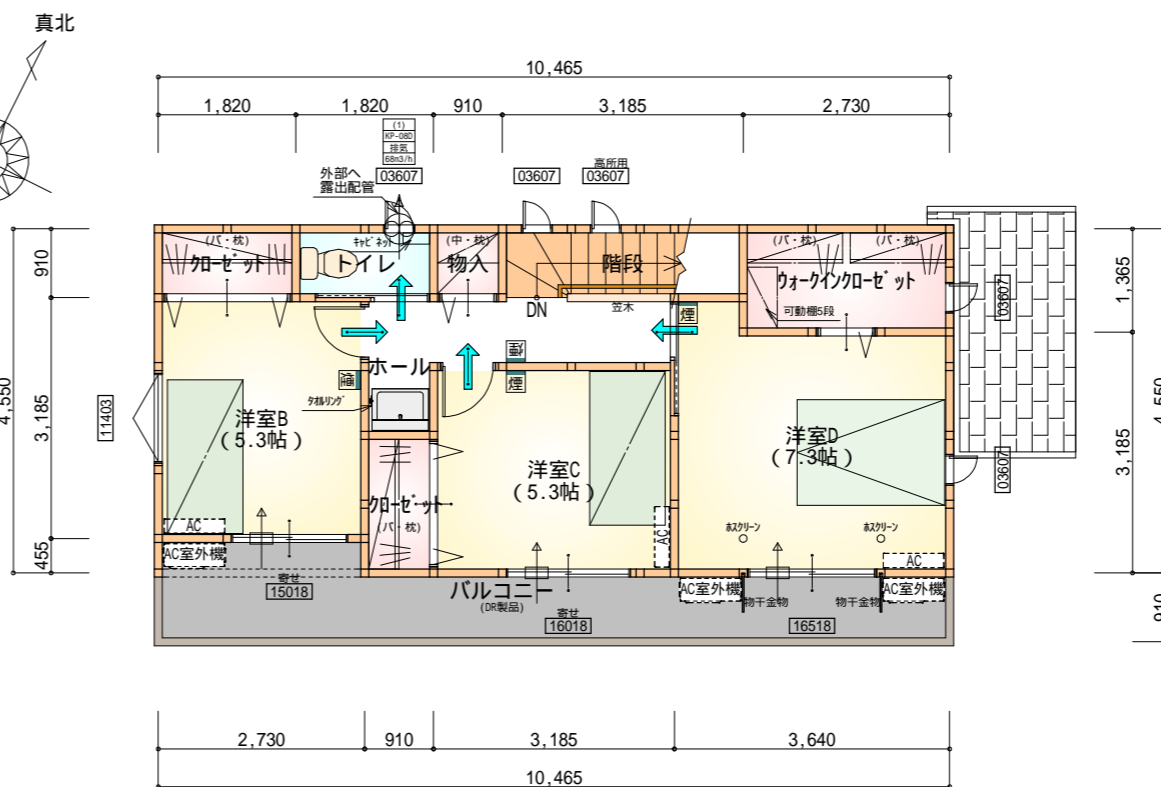 真北
10,465
1,820
1,820
910
3,185
2,730
(1)
KP-08D
排気
68m3/h
03607
外部へ
露出配管
03607
高所用
03607
(パ・枕)
クローゼット
キャビネット
トイレ
(中・枕)
物入
階段
DN
笠木
(パ・枕)
(パ・枕)
ウォークインクローゼット
可動棚5段
03607
910
1,365
煙
煙
煙
煙
ホール
タオルリング
4,550
3,185
11403
洋室B
(5.3帖)
洋室C
(5.3帖)
洋室D
(7.3帖)
03607
3,185
4,550
クローゼット
(パ・枕)
ホスクリーン
ホスクリーン
AC
AC
AC
455
AC室外機
寄せ
15018
バルコニー
(DR製品)
寄せ
16018
AC室外機
物干金物
物干金物
AC室外機
16518
910
2,730
910
3,185
3,640
10,465